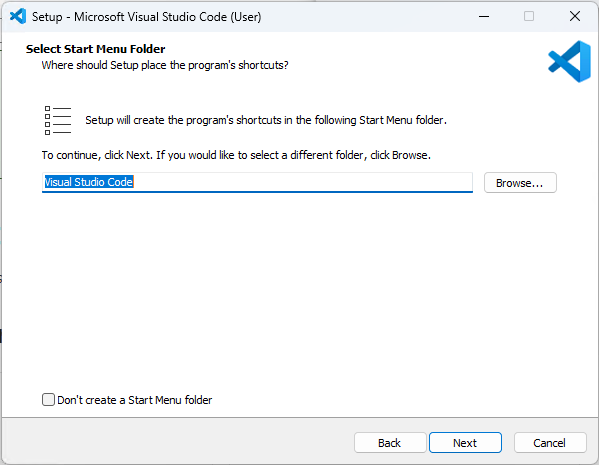 Setup - Microsoft Visual Studio Code (User)
Select Start Menu Folder
Where should Setup place the program's shortcuts?
Setup will create the program's shortcuts in the following Start Menu folder.
To continue, click Next. If you would like to select a different folder, click Browse.
Visual Studio Code
Browse...
Don't create a Start Menu folder
Back
Next
Cancel